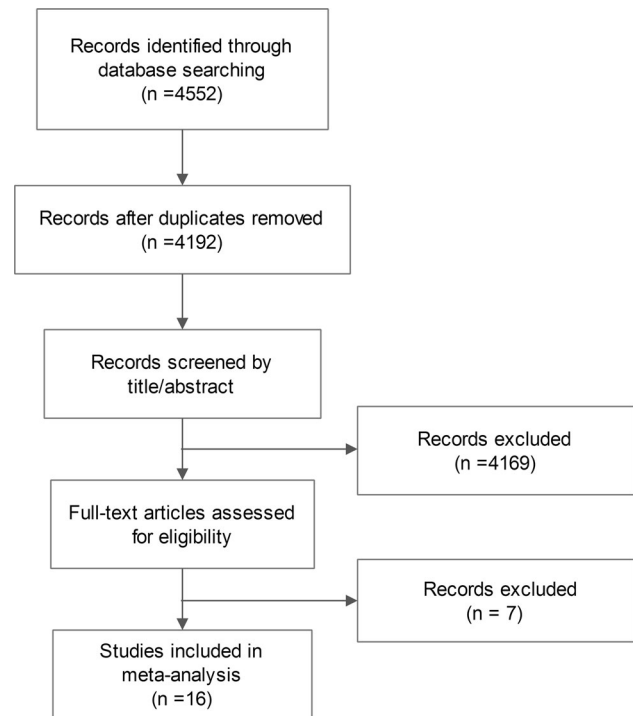 Records identified through
database searching
(n =4552)
Records after duplicates removed
(n =4192)
Records screened by
title/abstract
Records excluded
(n =4169)
Full-text articles assessed
for eligibility
Records excluded
(n = 7)
Studies included in
meta-analysis
(n =16)